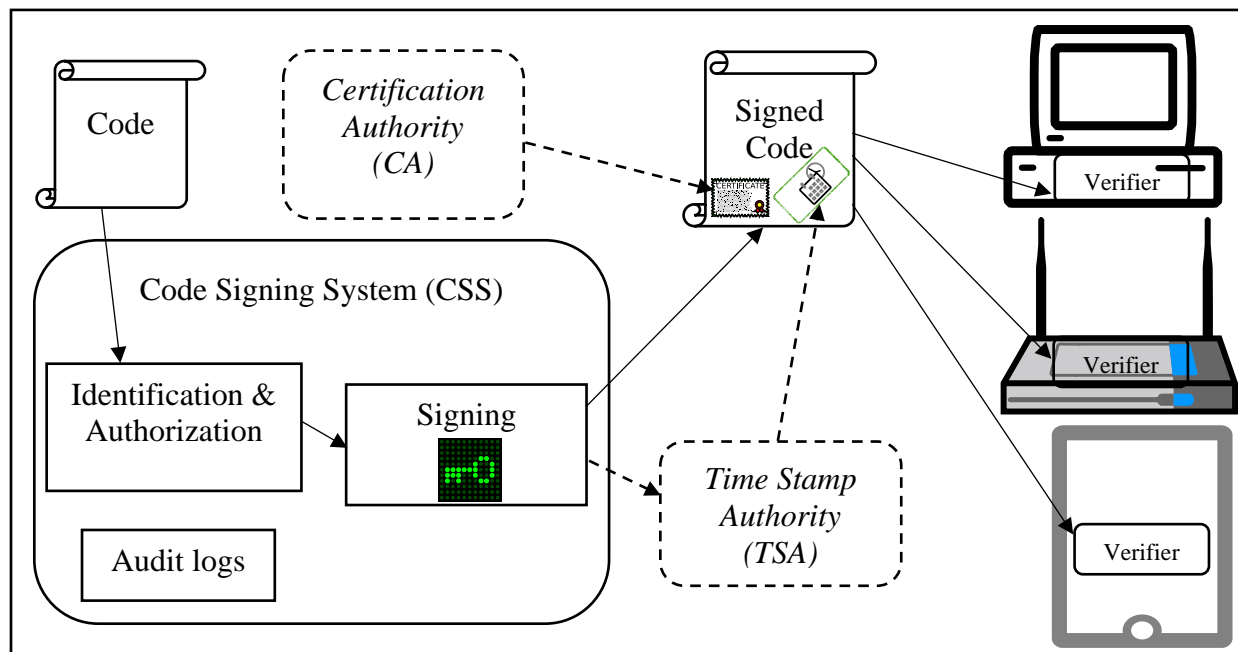 Code
Certification
Authority
(CA)
Signed
Code
CERTIFICATE
Verifier
Code Signing System (CSS)
Identification &
Authorization
Signing
Audit logs
Time Stamp
Authority
(TSA)
Verifier
Verifier